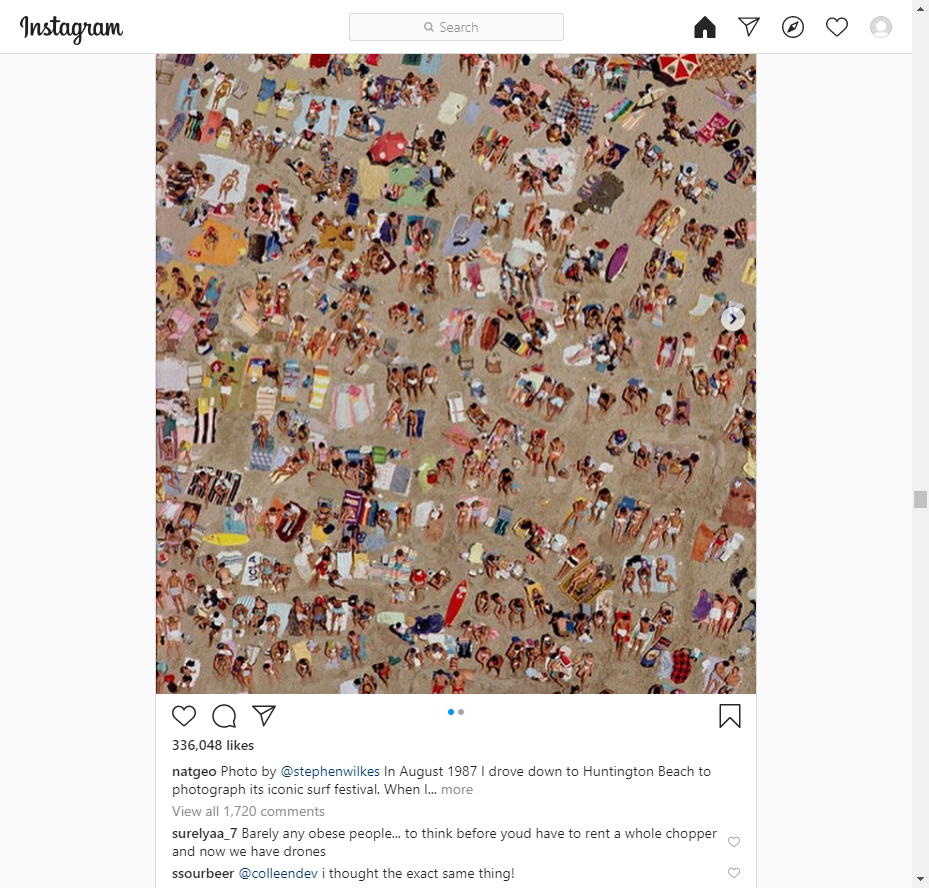 Instagram
Search
336,048 likes
natgeo Photo by @stephenwilkes In August 1987 I drove down to Huntington Beach to
photograph its iconic surf festival. When I... more
View all 1,720 comments
surelyaa_7 Barely any obese people... to think before youd have to rent a whole chopper
and now we have drones
ssourbeer @colleendev i thought the exact same thing!